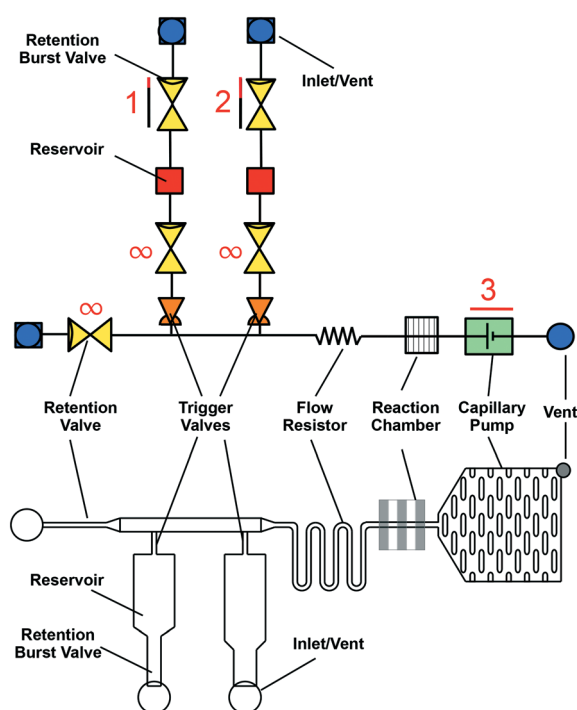 Retention
Burst Valve
Inlet/Vent
1
2
Reservoir
∞
∞
∞
3
Retention
Valve
Trigger
Valves
Flow
Resistor
Reaction
Chamber
Capillary
Pump
Vent
Reservoir
Retention
Burst Valve
Inlet/Vent